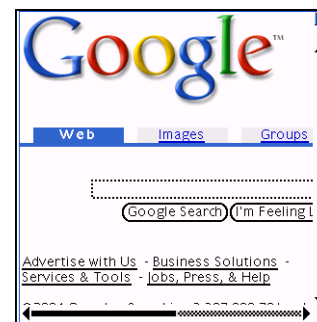 Google™
Web Images Groups
Google Search I'm Feeling
Advertise with Us - Business Solutions -
Services & Tools - Jobs, Press, & Help